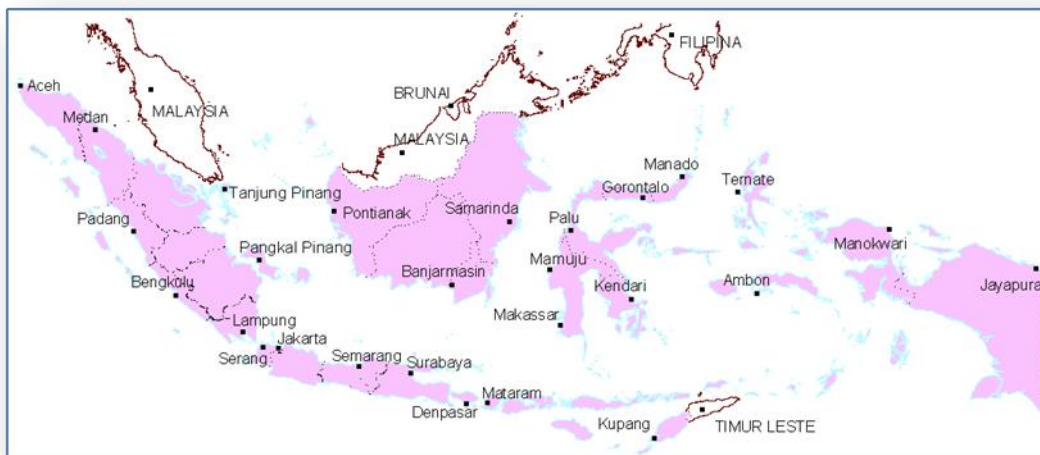 FILIPINA
Aceh
BRUNAI
MALAYSIA
Medan
MALAYSIA
Manado
Tanjung Pinang
Gorontalo
Ternate
Pontianak
Samarinda
Padang
Palu
Manokwari
Pangkal Pinang
Mamuju
Banjarmasin
Kendari
Ambon
Jayapura
Bengkulu
Makassar
Lampung
Jakarta
Serang
Semarang
Surabaya
Mataram
Denpasar
Kupang
TIMUR LESTE